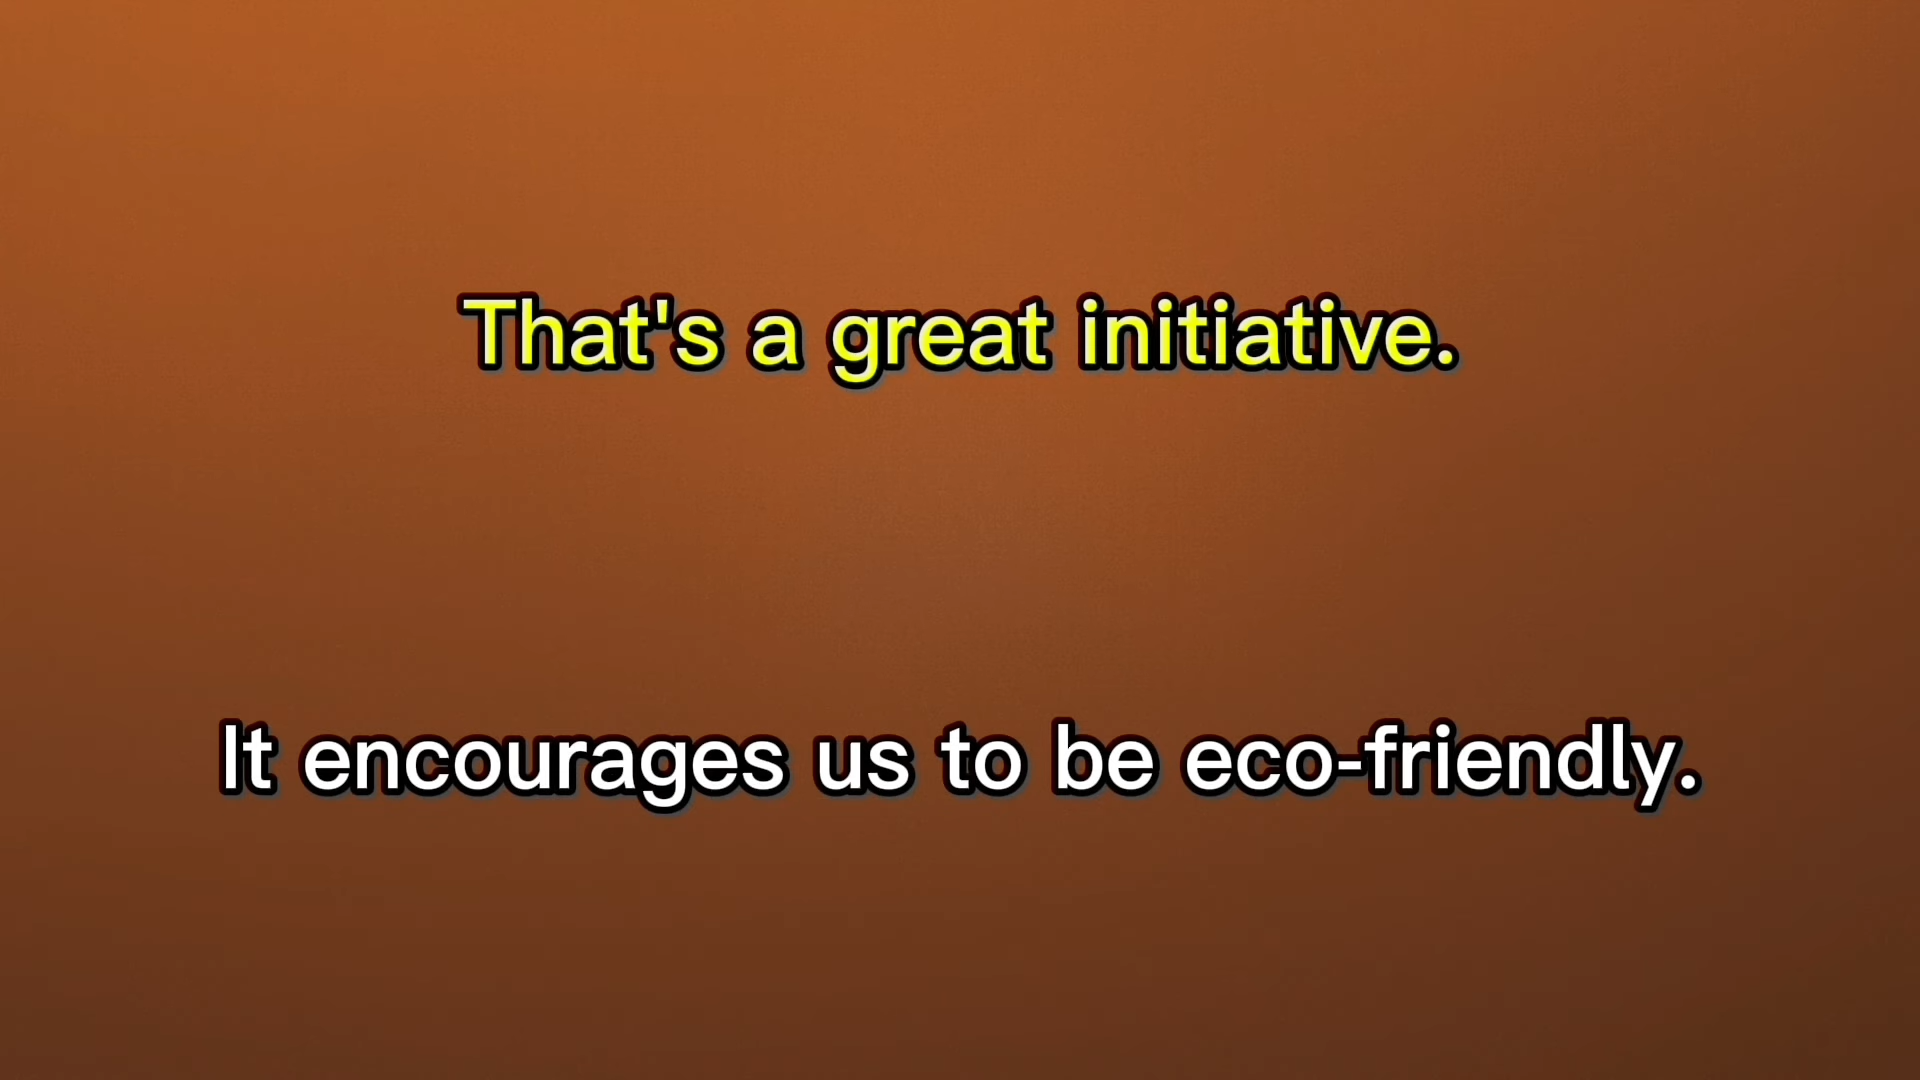 That's a great initiative.
It encourages us to be eco-friendly.